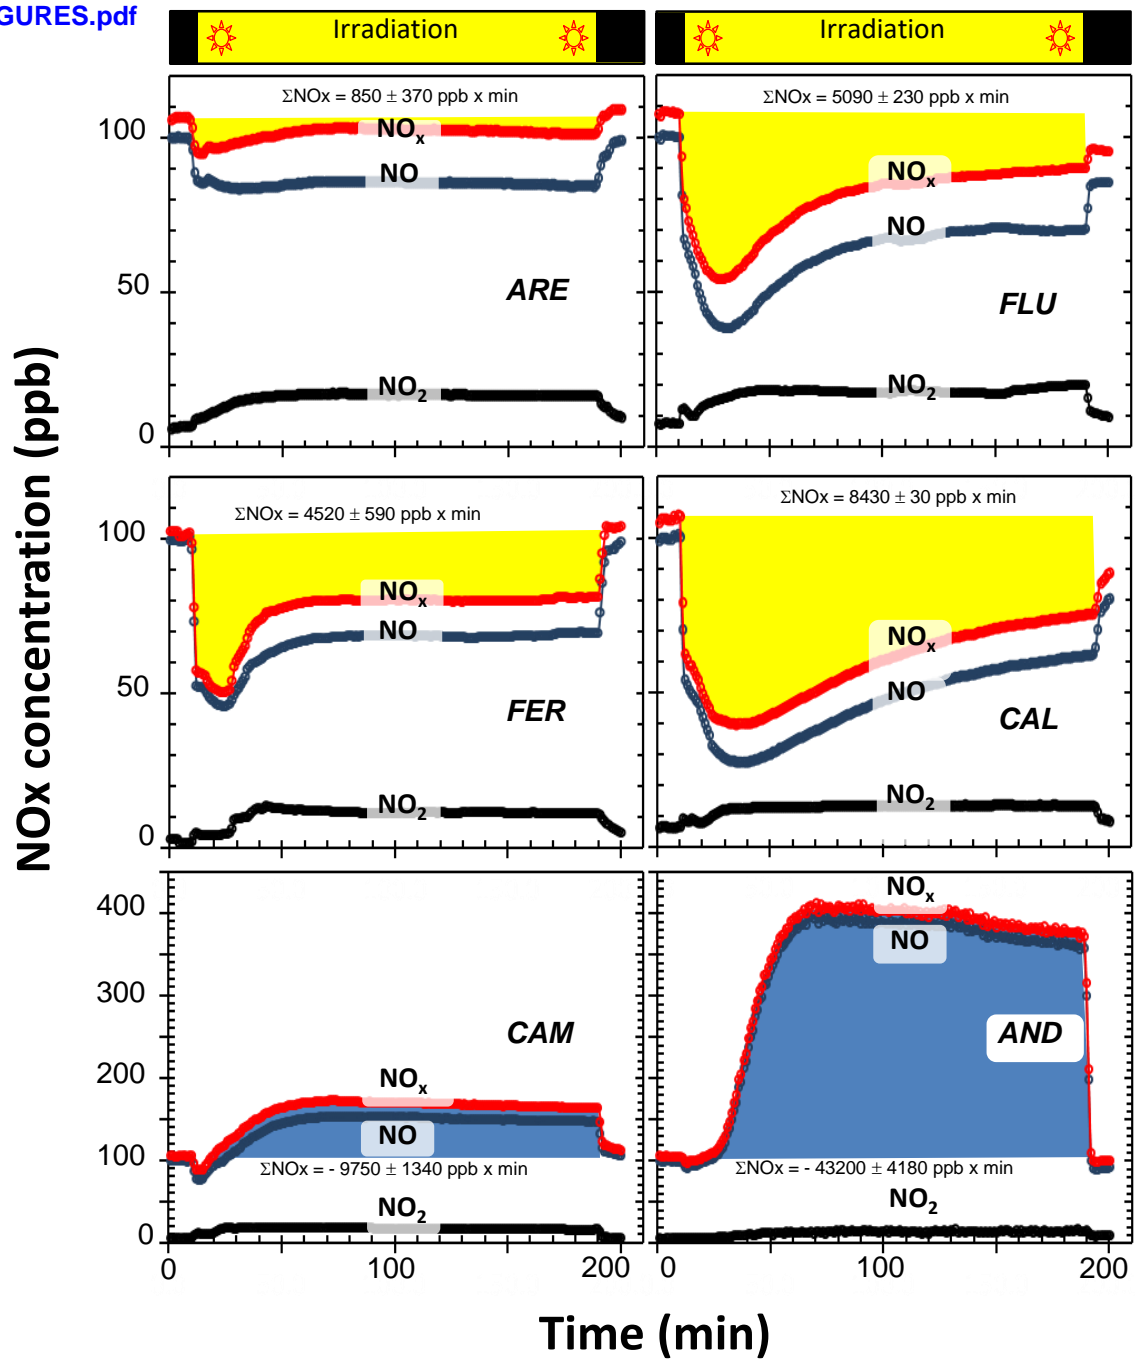 GURES.pdf
Irradiation
Irradiation
ΣNOx = 850 ± 370 ppb x min
ΣNOx = 5090 ± 230 ppb x min
100
50
0
NOx
NO
ARE
NO2
NOx
NO
FLU
NO2
NOx concentration (ppb)
ΣNOx = 4520 ± 590 ppb x min
ΣNOx = 8430 ± 30 ppb x min
100
50
0
NOx
NO
FER
NO2
NOx
NO
CAL
NO2
400
300
200
100
0
CAM
NOx
NO
ΣNOx = - 9750 ± 1340 ppb x min
NO2
NOx
NO
AND
ΣNOx = - 43200 ± 4180 ppb x min
NO2
0 100 200
0 100 200
Time (min)